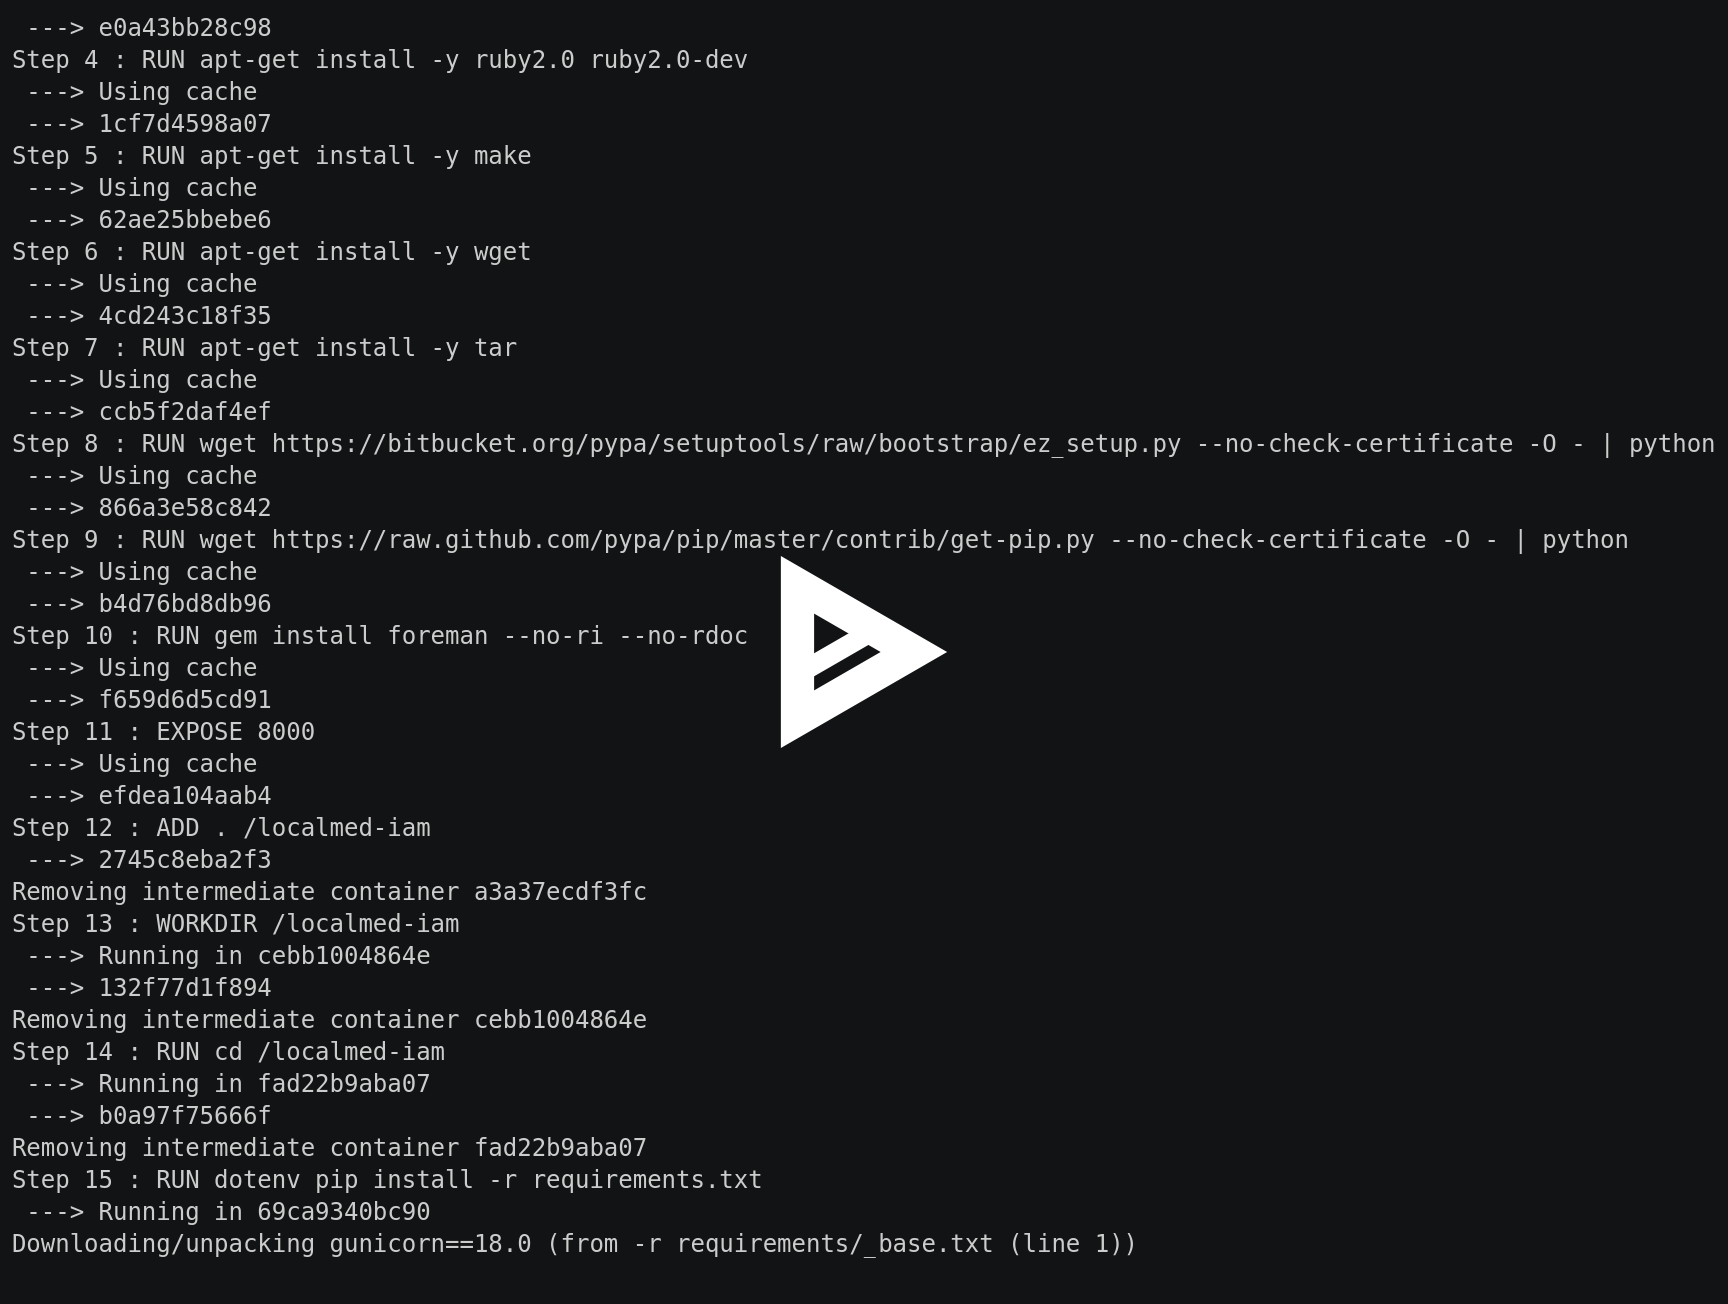 ---> e0a43bb28c98
Step 4 : RUN apt-get install -y ruby2.0 ruby2.0-dev
---> Using cache
---> 1cf7d4598a07
Step 5 : RUN apt-get install -y make
---> Using cache
---> 62ae25bbebe6
Step 6 : RUN apt-get install -y wget
---> Using cache
---> 4cd243c18f35
Step 7 : RUN apt-get install -y tar
---> Using cache
---> ccb5f2daf4ef
Step 8 : RUN wget https://bitbucket.org/pypa/setuptools/raw/bootstrap/ez_setup.py --no-check-certificate -O - | python
---> Using cache
---> 866a3e58c842
Step 9 : RUN wget https://raw.github.com/pypa/pip/master/contrib/get-pip.py --no-check-certificate -O - | python
---> Using cache
---> b4d76bd8db96
Step 10 : RUN gem install foreman --no-ri --no-rdoc
---> Using cache
---> f659d6d5cd91
Step 11 : EXPOSE 8000
---> Using cache
---> efdea104aab4
Step 12 : ADD . /localmed-iam
---> 2745c8eba2f3
Removing intermediate container a3a37ecdf3fc
Step 13 : WORKDIR /localmed-iam
---> Running in cebb1004864e
---> 132f77d1f894
Removing intermediate container cebb1004864e
Step 14 : RUN cd /localmed-iam
---> Running in fad22b9aba07
---> b0a97f75666f
Removing intermediate container fad22b9aba07
Step 15 : RUN dotenv pip install -r requirements.txt
---> Running in 69ca9340bc90
Downloading/unpacking gunicorn==18.0 (from -r requirements/_base.txt (line 1))